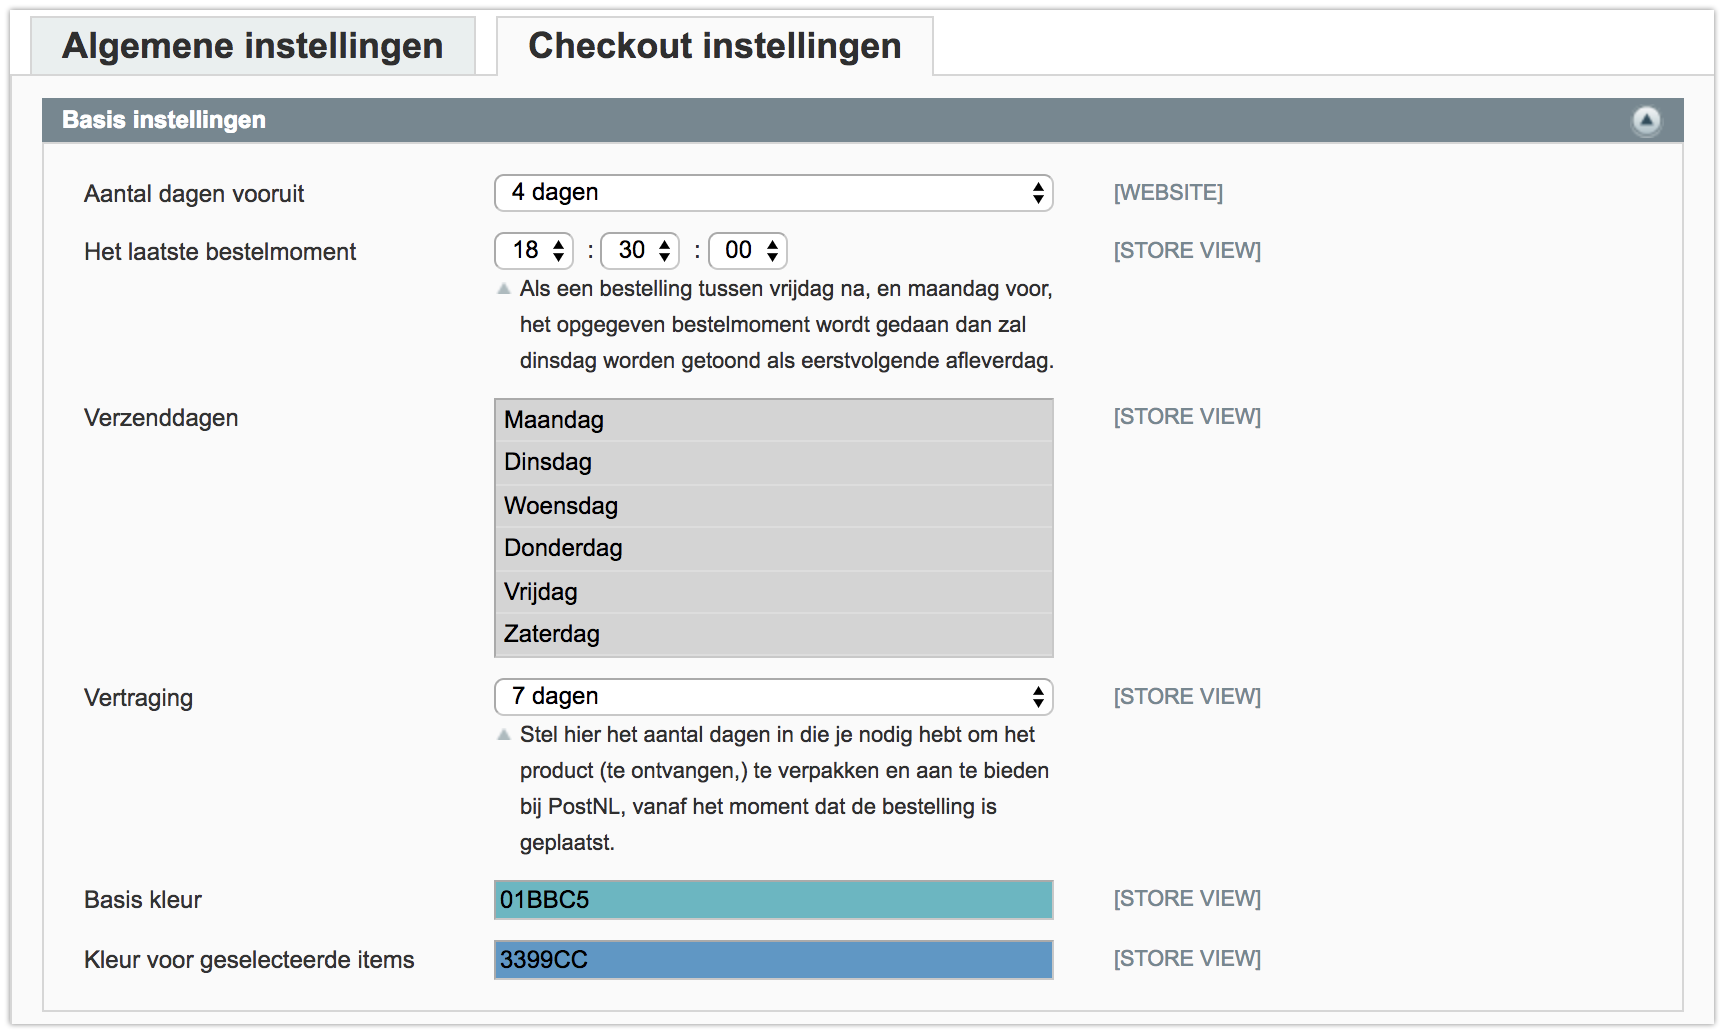 Algemene instellingen Checkout instellingen
Basis instellingen
Aantal dagen vooruit 4 dagen [WEBSITE]
Het laatste bestelmoment 18 : 30 : 00 [STORE VIEW]
Als een bestelling tussen vrijdag na, en maandag voor,
het opgegeven bestelmoment wordt gedaan dan zal
dinsdag worden getoond als eerstvolgende afleverdag.
Verzenddagen Maandag [STORE VIEW]
Dinsdag
Woensdag
Donderdag
Vrijdag
Zaterdag
Vertraging 7 dagen [STORE VIEW]
Stel hier het aantal dagen in die je nodig hebt om het
product (te ontvangen,) te verpakken en aan te bieden
bij PostNL, vanaf het moment dat de bestelling is
geplaatst.
Basis kleur 01BBC5 [STORE VIEW]
Kleur voor geselecteerde items 3399CC [STORE VIEW]